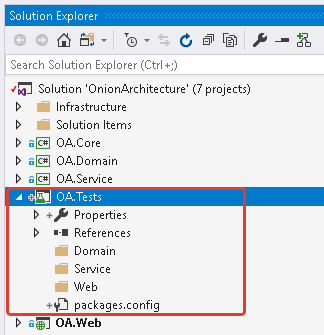 Solution Explorer
Search Solution Explorer (Ctrl+;)
Solution 'OnionArchitecture' (7 projects)
Infrastructure
Solution Items
C# OA.Core
C# OA.Domain
C# OA.Service
OA.Tests
Properties
References
Domain
Service
Web
packages.config
OA.Web